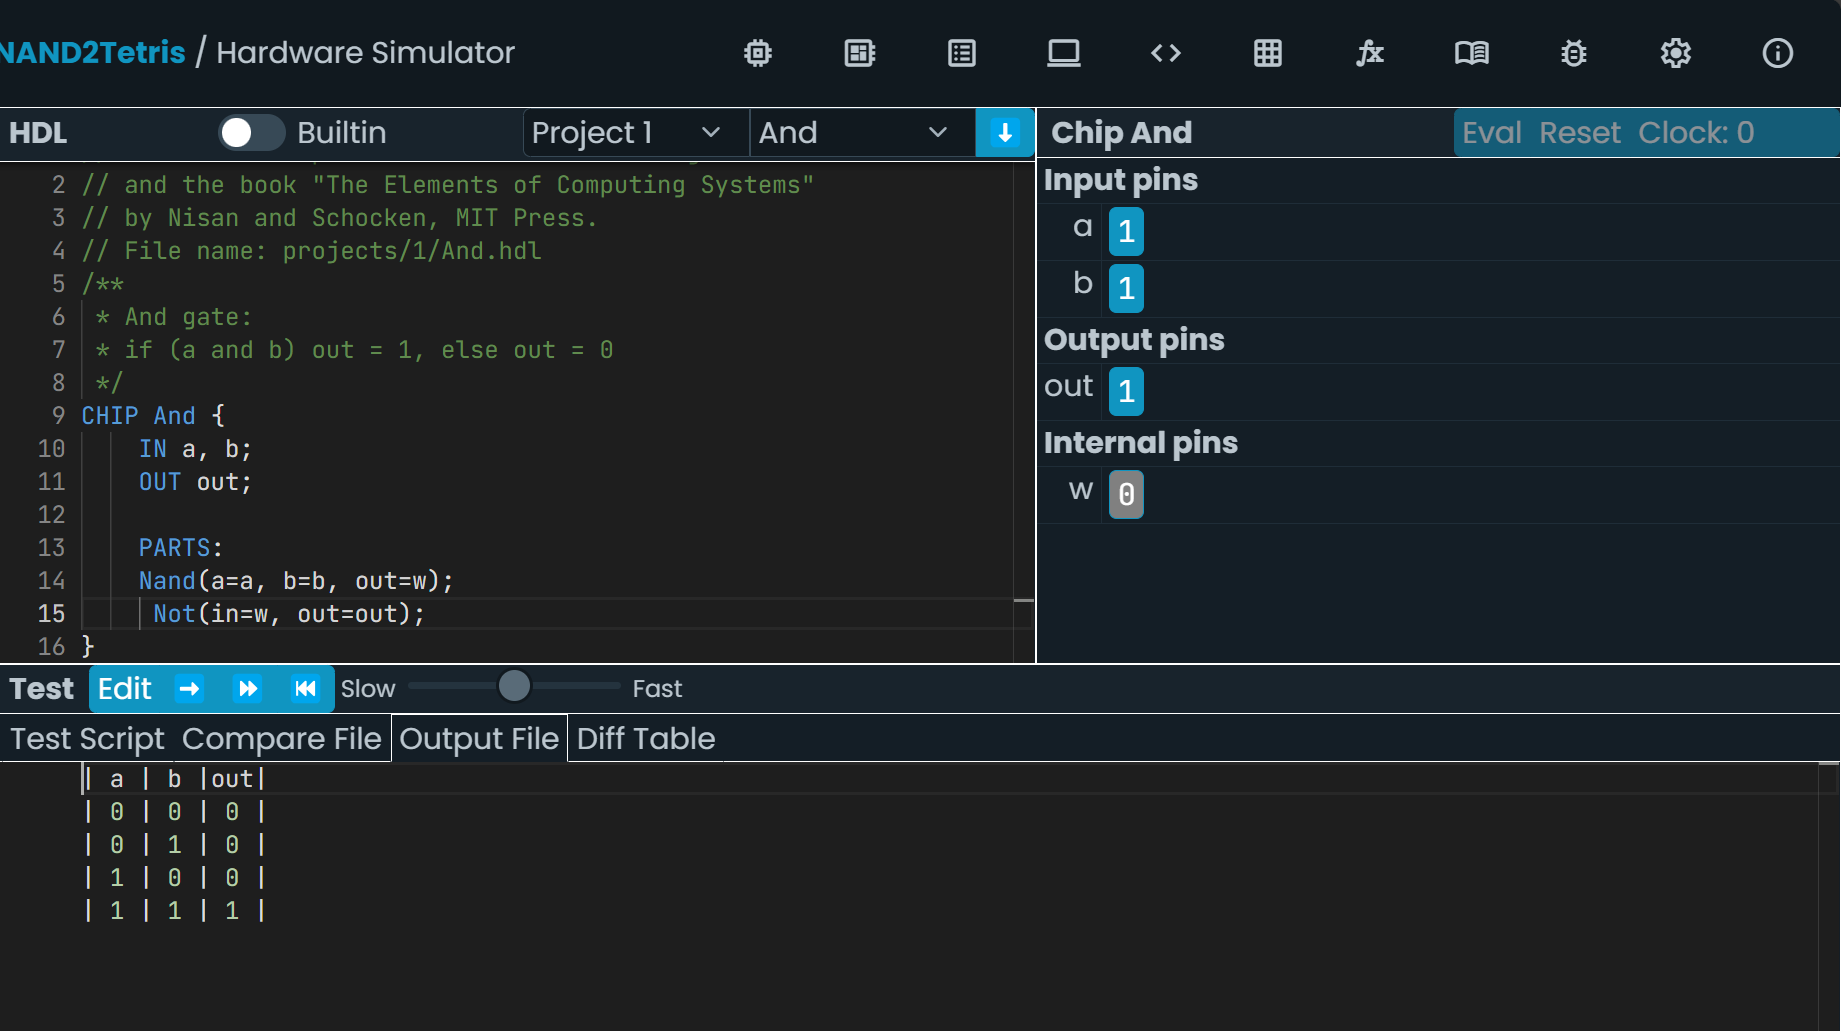 NAND2Tetris / Hardware Simulator
HDL Builtin Project 1 And
2 // and the book "The Elements of Computing Systems"
3 // by Nisan and Schocken, MIT Press.
4 // File name: projects/1/And.hdl
5 /**
6  * And gate:
7  * if (a and b) out = 1, else out = 0
8  */
9 CHIP And {
10     IN a, b;
11     OUT out;
12
13     PARTS:
14     Nand(a=a, b=b, out=w);
15      Not(in=w, out=out);
16 }
Chip And Eval Reset Clock: 0
Input pins
a 1
b 1
Output pins
out 1
Internal pins
w 0
Test Edit Slow Fast
Test Script Compare File Output File Diff Table
| a | b |out|
| 0 | 0 | 0 |
| 0 | 1 | 0 |
| 1 | 0 | 0 |
| 1 | 1 | 1 |